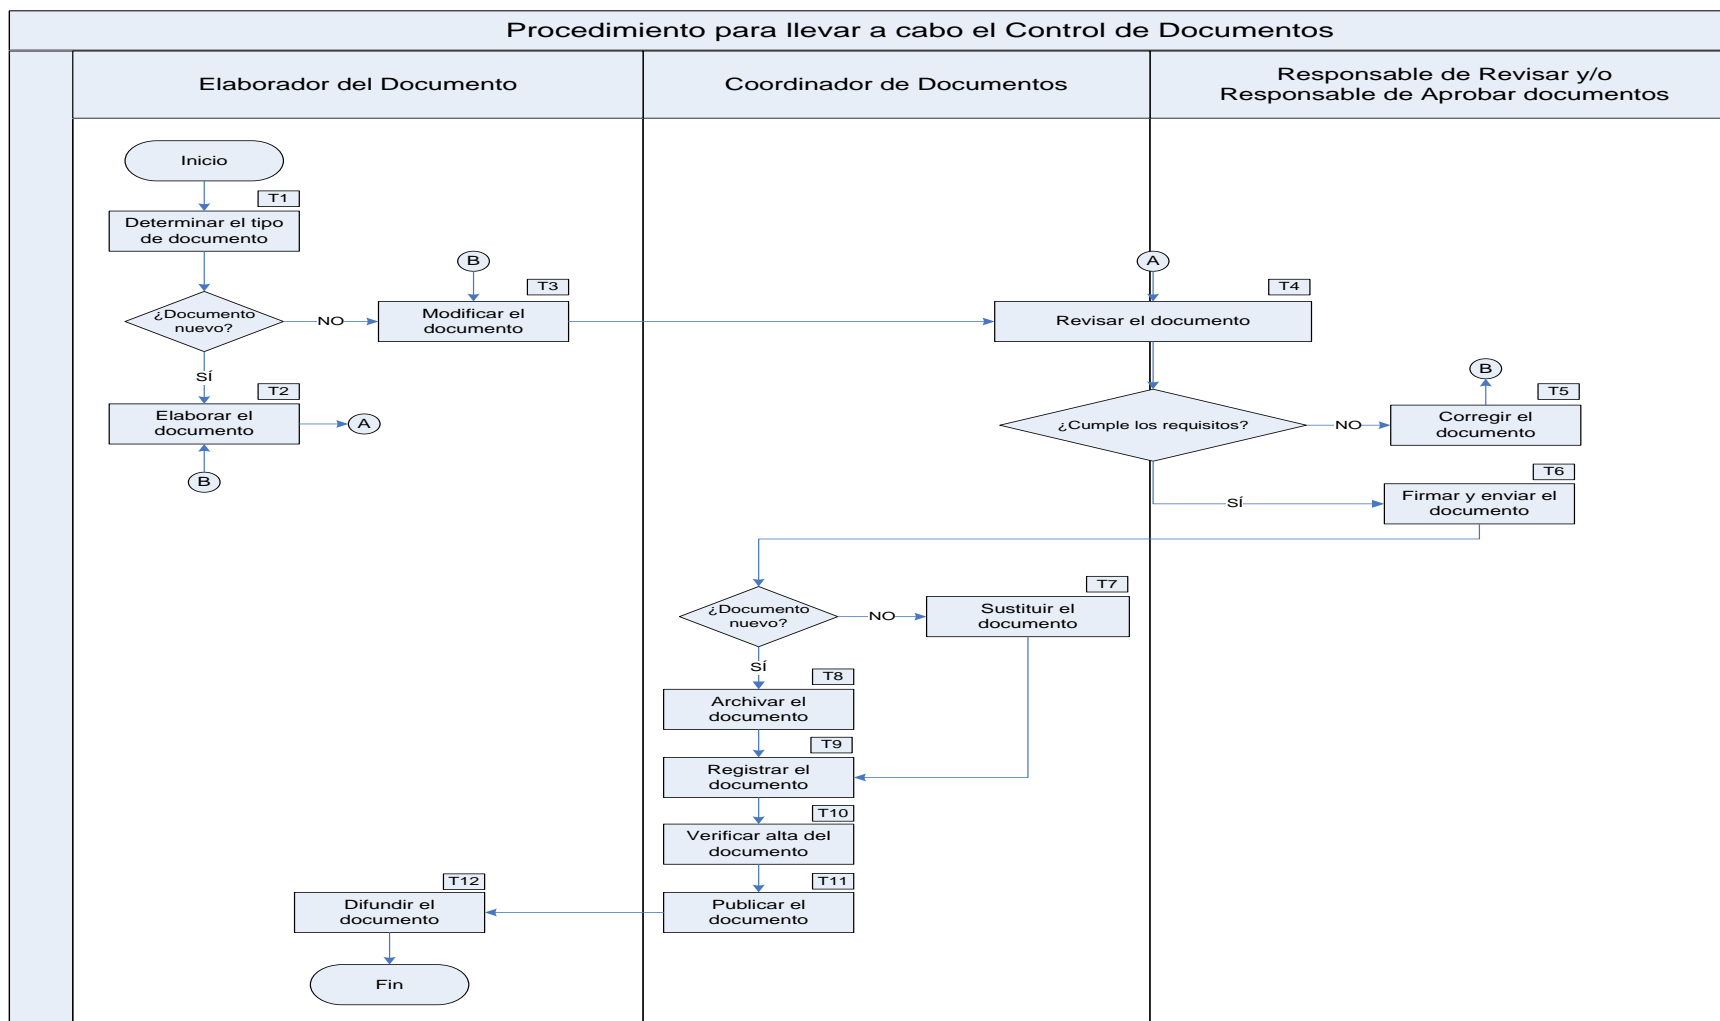 Procedimiento para llevar a cabo el Control de Documentos
Elaborador del Documento
Coordinador de Documentos
Responsable de Revisar y/o
Responsable de Aprobar documentos
Inicio
T1
Determinar el tipo
de documento
¿Documento
nuevo?
NO
SÍ
B
T3
Modificar el
documento
T2
Elaborar el
documento
A
B
A
T4
Revisar el documento
¿Cumple los requisitos?
NO
B
T5
Corregir el
documento
SÍ
T6
Firmar y enviar el
documento
¿Documento
nuevo?
NO
T7
Sustituir el
documento
SÍ
T8
Archivar el
documento
T9
Registrar el
documento
T10
Verificar alta del
documento
T11
Publicar el
documento
T12
Difundir el
documento
Fin